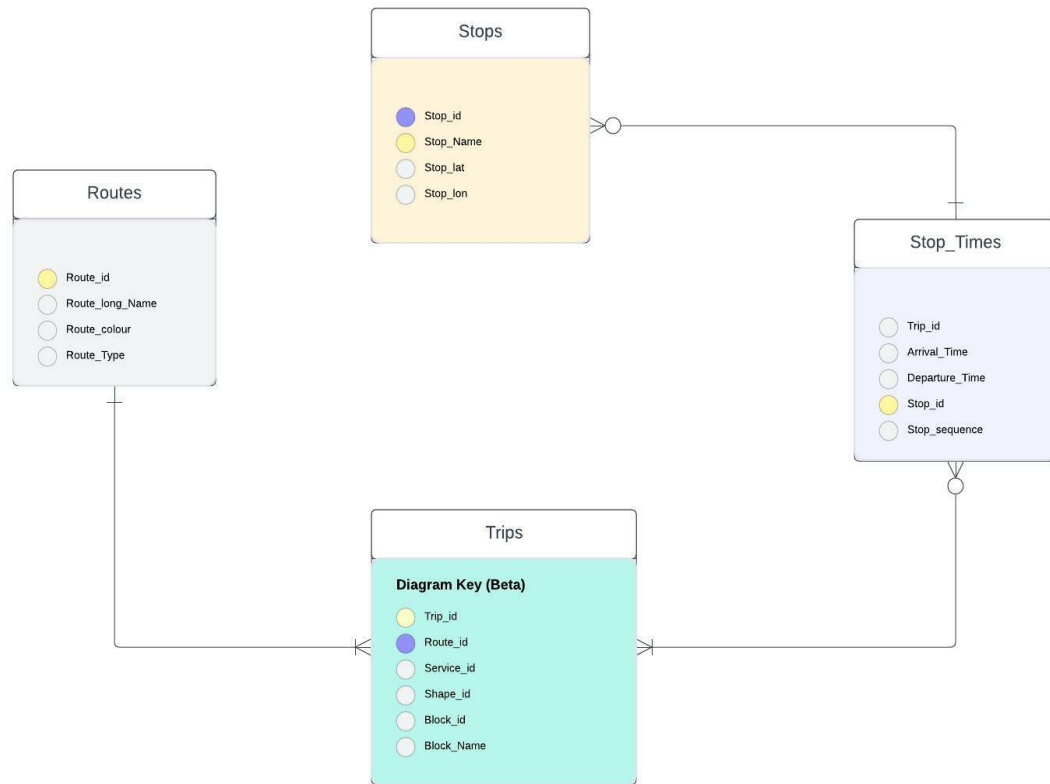 Stops
Stop_id
Stop_Name
Stop_lat
Stop_lon
Routes
Route_id
Route_long_Name
Route_colour
Route_Type
Stop_Times
Trip_id
Arrival_Time
Departure_Time
Stop_id
Stop_sequence
Trips
Diagram Key (Beta)
Trip_id
Route_id
Service_id
Shape_id
Block_id
Block_Name